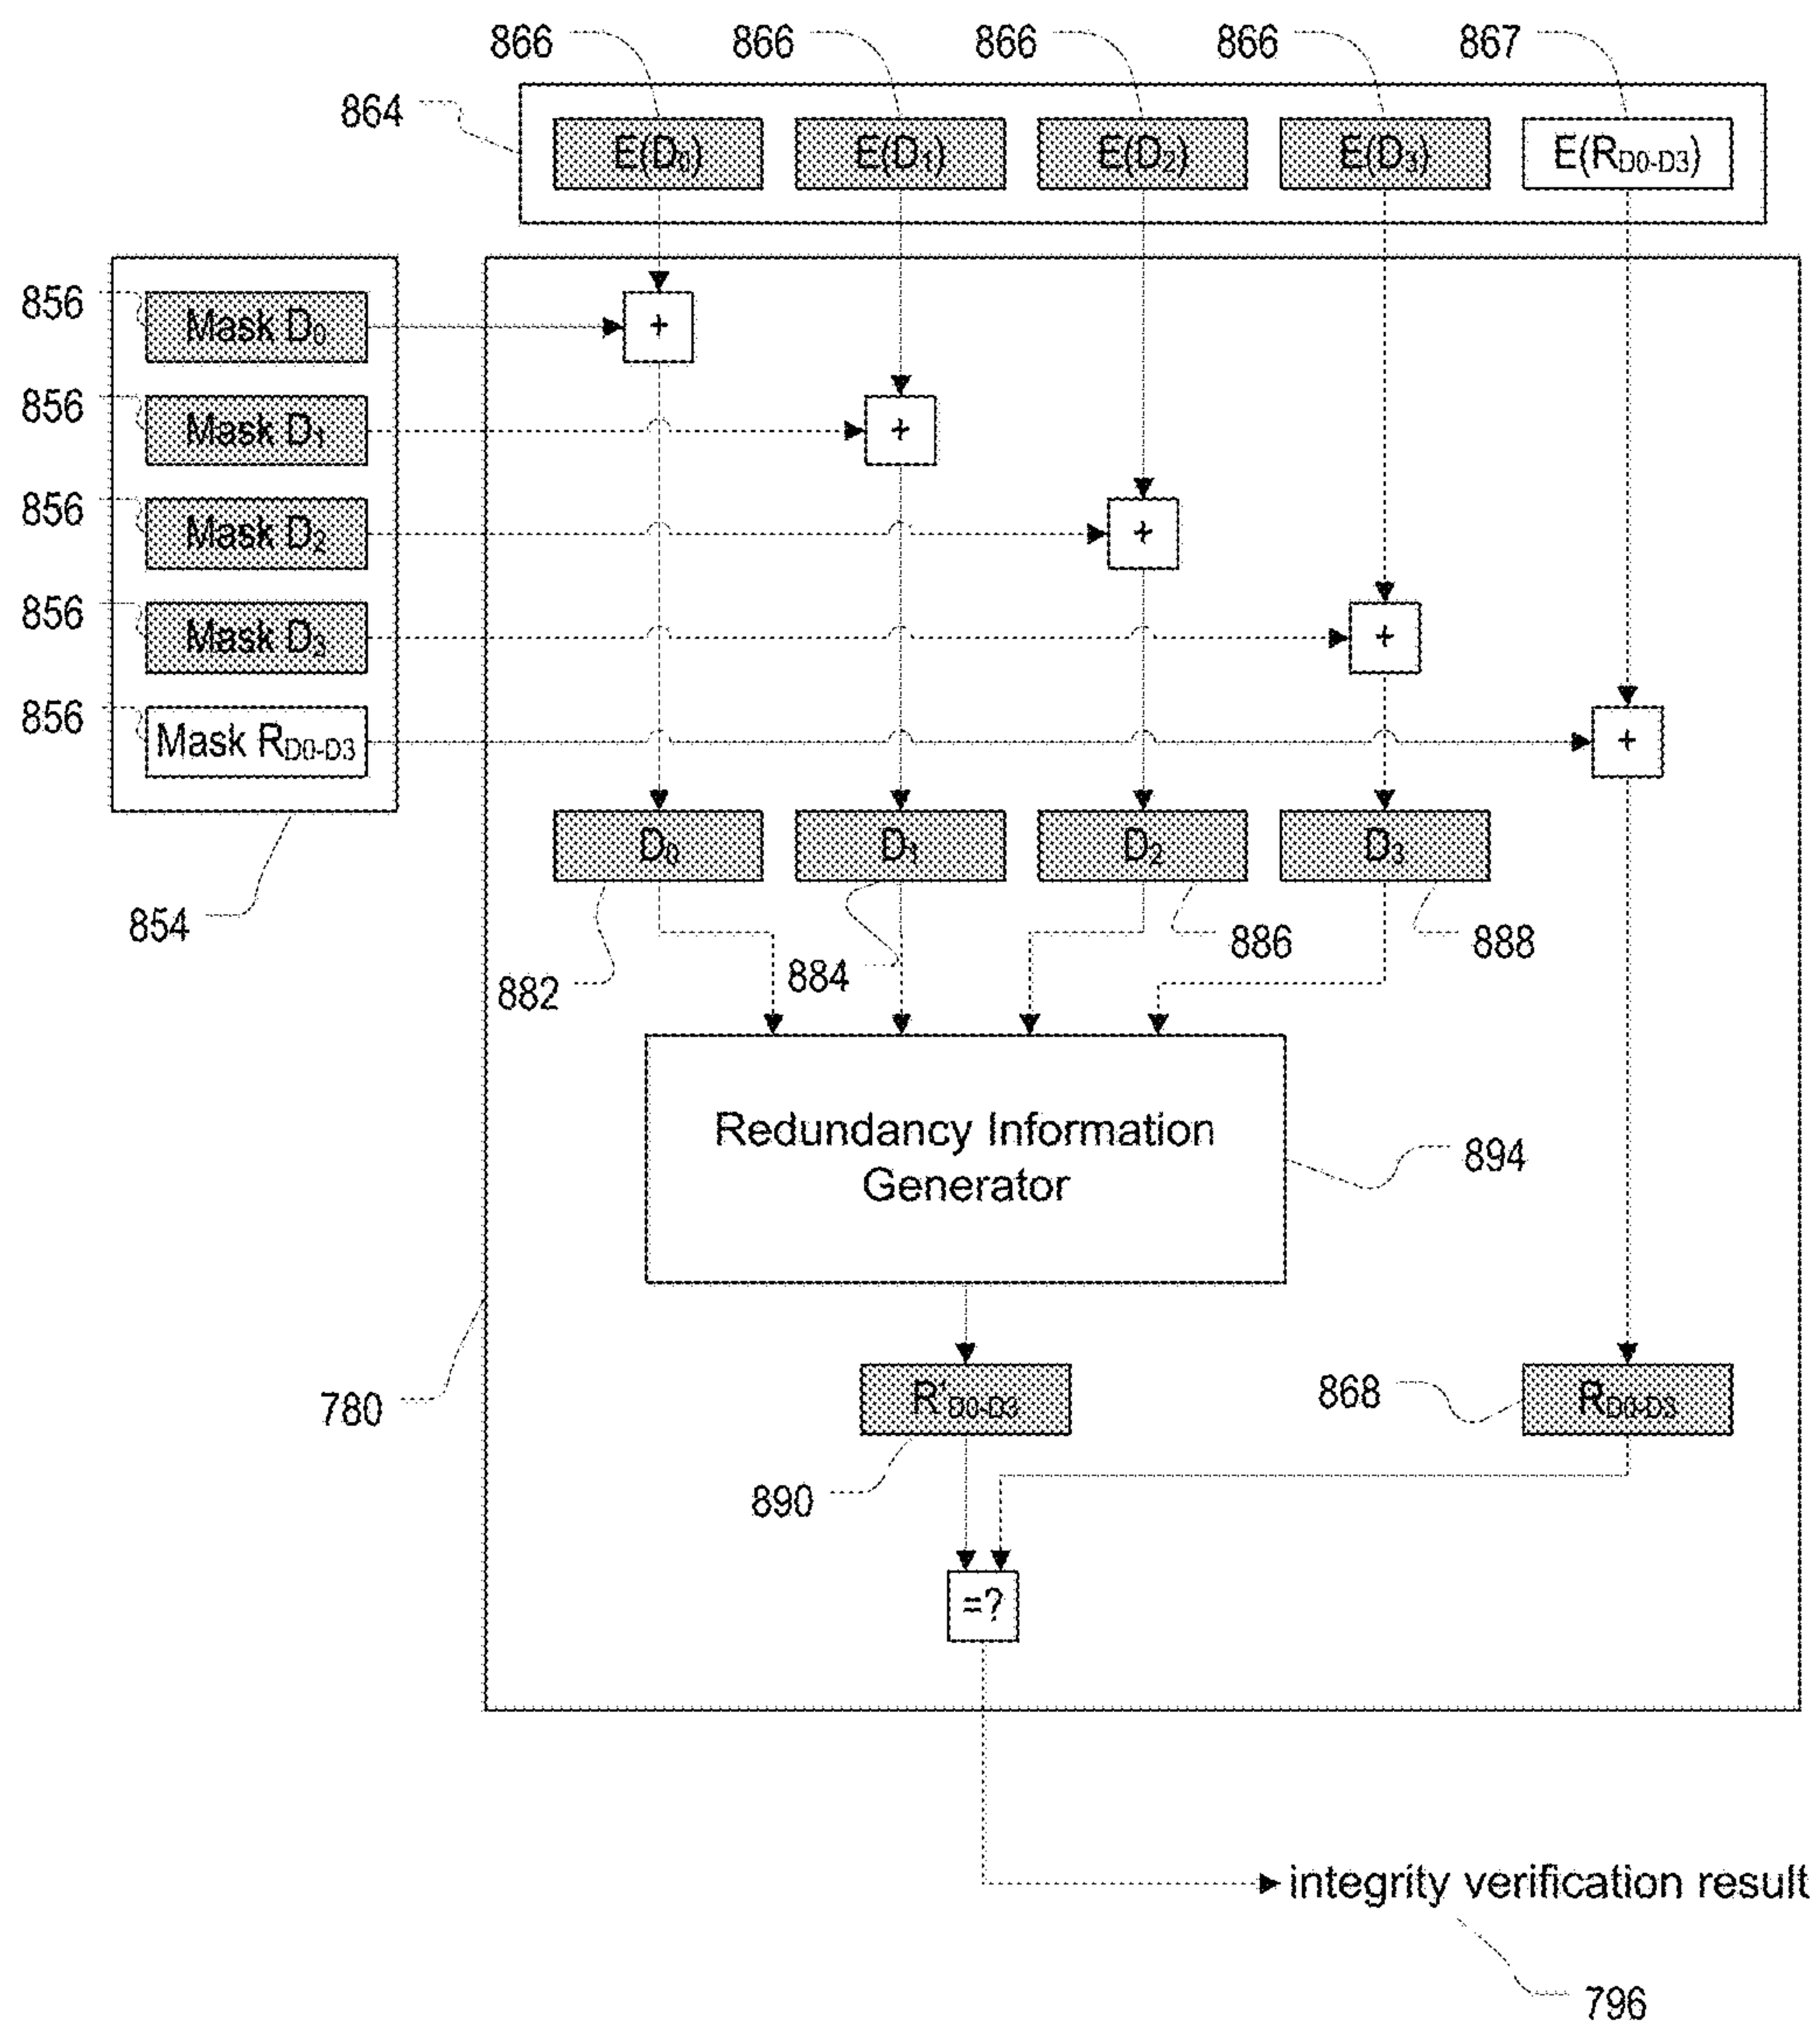 866 866 866 866 867
864
E(D0) E(D1) E(D2) E(D3) E(RD0-D3)
856 Mask D0 +
856 Mask D1 +
856 Mask D2 +
856 Mask D3 +
856 Mask RD0-D3 +
D0 D1 D2 D3
854
882 884 886 888
Redundancy Information
Generator
894
780
R'D0-D3
868
RD0-D3
890
=?
integrity verification result
796